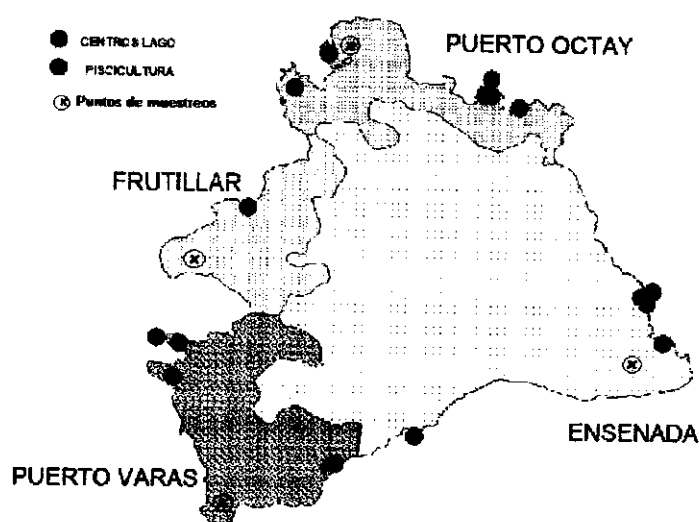 CENTROS LAGO
PUERTO OCTAY
PISCICULTURA
Puntos de muestreos
FRUTILLAR
ENSENADA
PUERTO VARAS